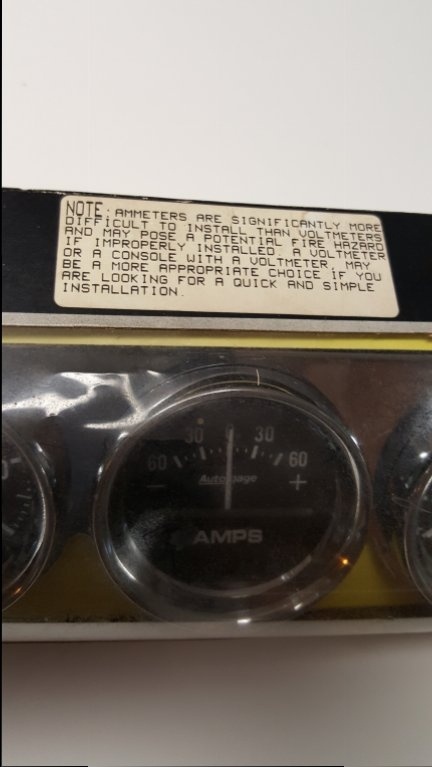 NOTE: AMMETERS ARE SIGNIFICANTLY MORE
DIFFICULT TO INSTALL THAN VOLTMETERS
AND MAY POSE A POTENTIAL FIRE HAZARD
IF IMPROPERLY INSTALLED. A VOLTMETER
OR A CONSOLE WITH A VOLTMETER, MAY
BE A MORE APPROPRIATE CHOICE IF YOU
ARE LOOKING FOR A QUICK AND SIMPLE
INSTALLATION.
60 30 0 30 60
- Autogage +
AMPS